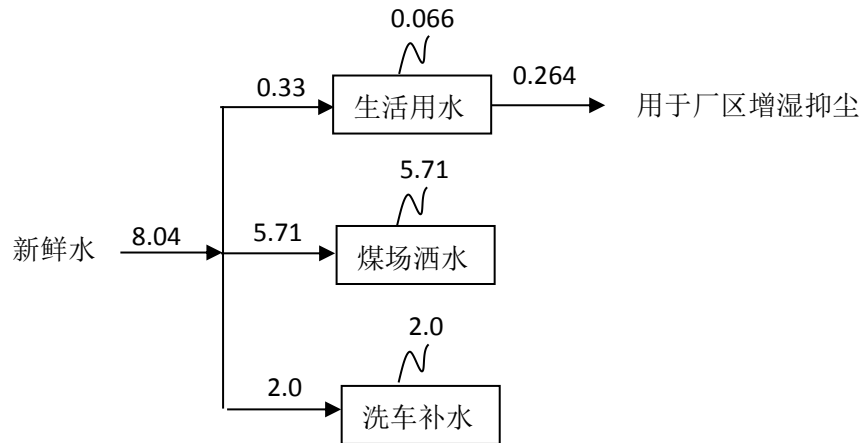 0.066
0.33
生活用水
0.264
用于厂区增湿抑尘
5.71
新鲜水
8.04
5.71
煤场洒水
2.0
2.0
洗车补水